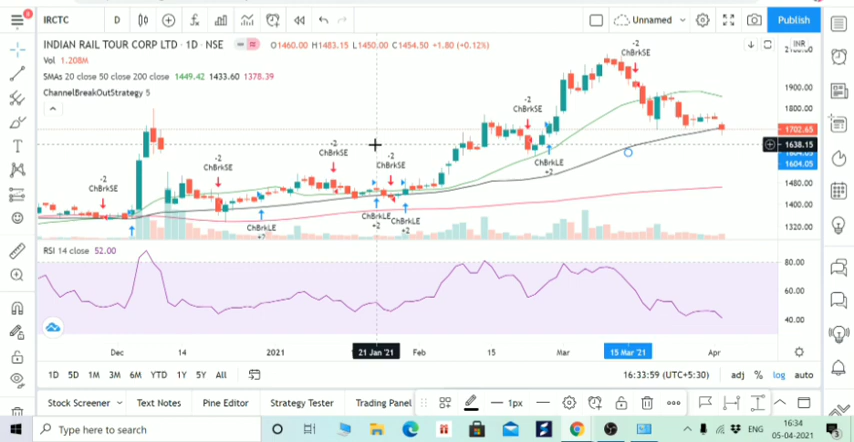 IRCTC D Unnamed Publish
INDIAN RAIL TOUR CORP LTD · 1D · NSE O1460.00 H1483.15 L1450.00 C1454.50 +1.80 (+0.12%) INR
Vol 1.208M
SMAs 20 close 50 close 200 close 1449.42 1433.60 1378.39
ChannelBreakOutStrategy 5
-2
ChBrkSE
-2
ChBrkSE
ChBrkLE
+2
-2
ChBrkSE
-2
ChBrkSE
ChBrkLE
+2
ChBrkLE
+2
-2
ChBrkSE
ChBrkLE
+2
-2
ChBrkSE
1900.00
1800.00
1702.65
1638.15
1604.05
1480.00
1400.00
1320.00
RSI 14 close 52.00
80.00
60.00
40.00
Dec 14 2021 21 Jan '21 Feb 15 Mar 15 Mar '21 Apr
1D 5D 1M 3M 6M YTD 1Y 5Y All 16:33:59 (UTC+5:30) adj % log auto
Stock Screener Text Notes Pine Editor Strategy Tester Trading Panel 1px
Type here to search ENG 16:34
05-04-2021